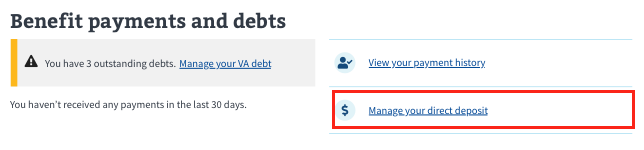 Benefit payments and debts
You have 3 outstanding debts. Manage your VA debt
View your payment history
You haven't received any payments in the last 30 days.
$ Manage your direct deposit